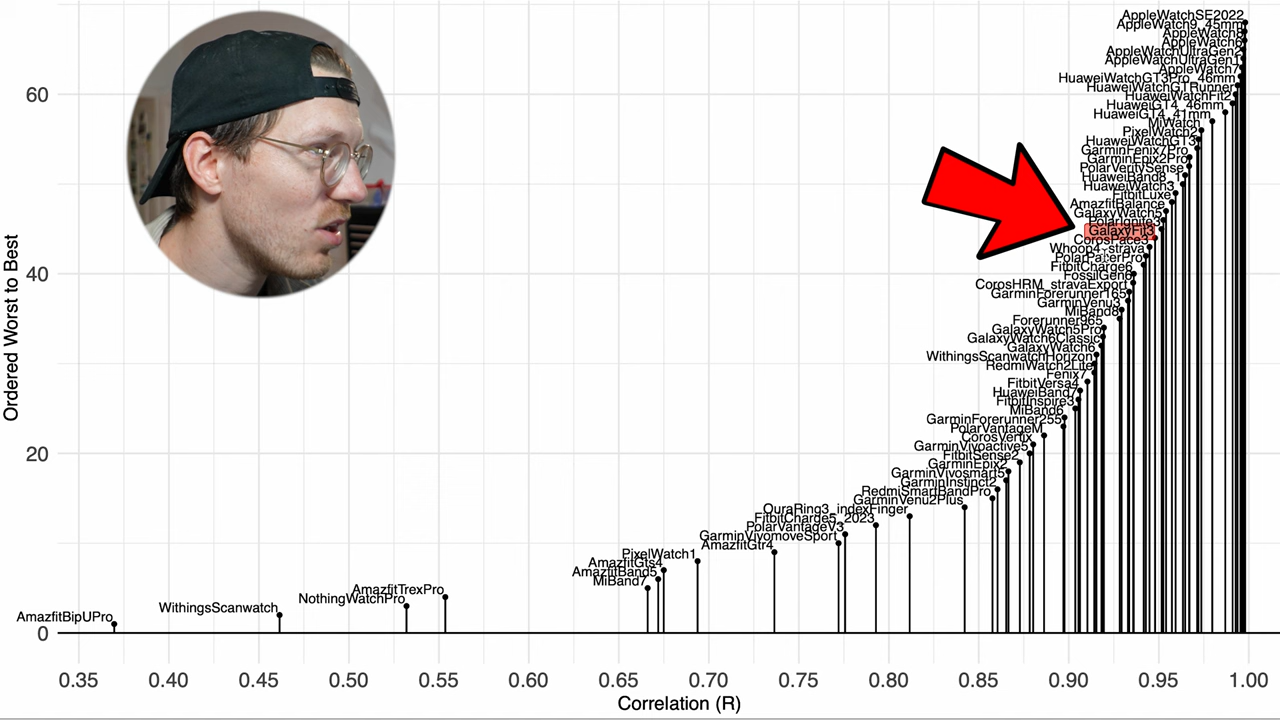 AppleWatchSE2022
AppleWatch9_45mm
AppleWatch8
AppleWatch6
AppleWatchUltraGen2
AppleWatchUltraGen1
AppleWatch7
HuaweiWatchGT3Pro_46mm
HuaweiWatchGTRunner
HuaweiWatchFit2
HuaweiGT4_46mm
HuaweiGT4_41mm
MiWatch
PixelWatch2
HuaweiWatchGT3
GarminFenix7Pro
GarminEpix2Pro
PolarVeritySense
HuaweiBand8
HuaweiWatch3
FitbitLuxe
AmazfitBalance
GalaxyWatch5
PolarIgnite3
GalaxyFit3
CorosPace3
Whoop4_strava
PolarPacerPro
FitbitCharge6
FossilGen6
CorosHRM_stravaExport
GarminForerunner165
GarminVenu3
MiBand8
Forerunner965
GalaxyWatch5Pro
GalaxyWatch6Classic
GalaxyWatch6
WithingsScanwatchHorizon
RedmiWatch2Lite
Fenix7
FitbitVersa4
HuaweiBand7
FitbitInspire3
MiBand6
GarminForerunner255
PolarVantageM
CorosVertix
GarminVivoactive5
FitbitSense2
GarminEpix2
GarminVivosmart5
GarminInstinct2
RedmiSmartBandPro
GarminVenu2Plus
OuraRing3_indexFinger
FitbitCharge5_2023
PolarVantageV3
GarminVivomoveSport
AmazfitGtr4
PixelWatch1
AmazfitGts4
AmazfitBand5
MiBand7
AmazfitTrexPro
NothingWatchPro
WithingsScanwatch
AmazfitBipUPro
Ordered Worst to Best
60
40
20
0
0.35 0.40 0.45 0.50 0.55 0.60 0.65 0.70 0.75 0.80 0.85 0.90 0.95 1.00
Correlation (R)